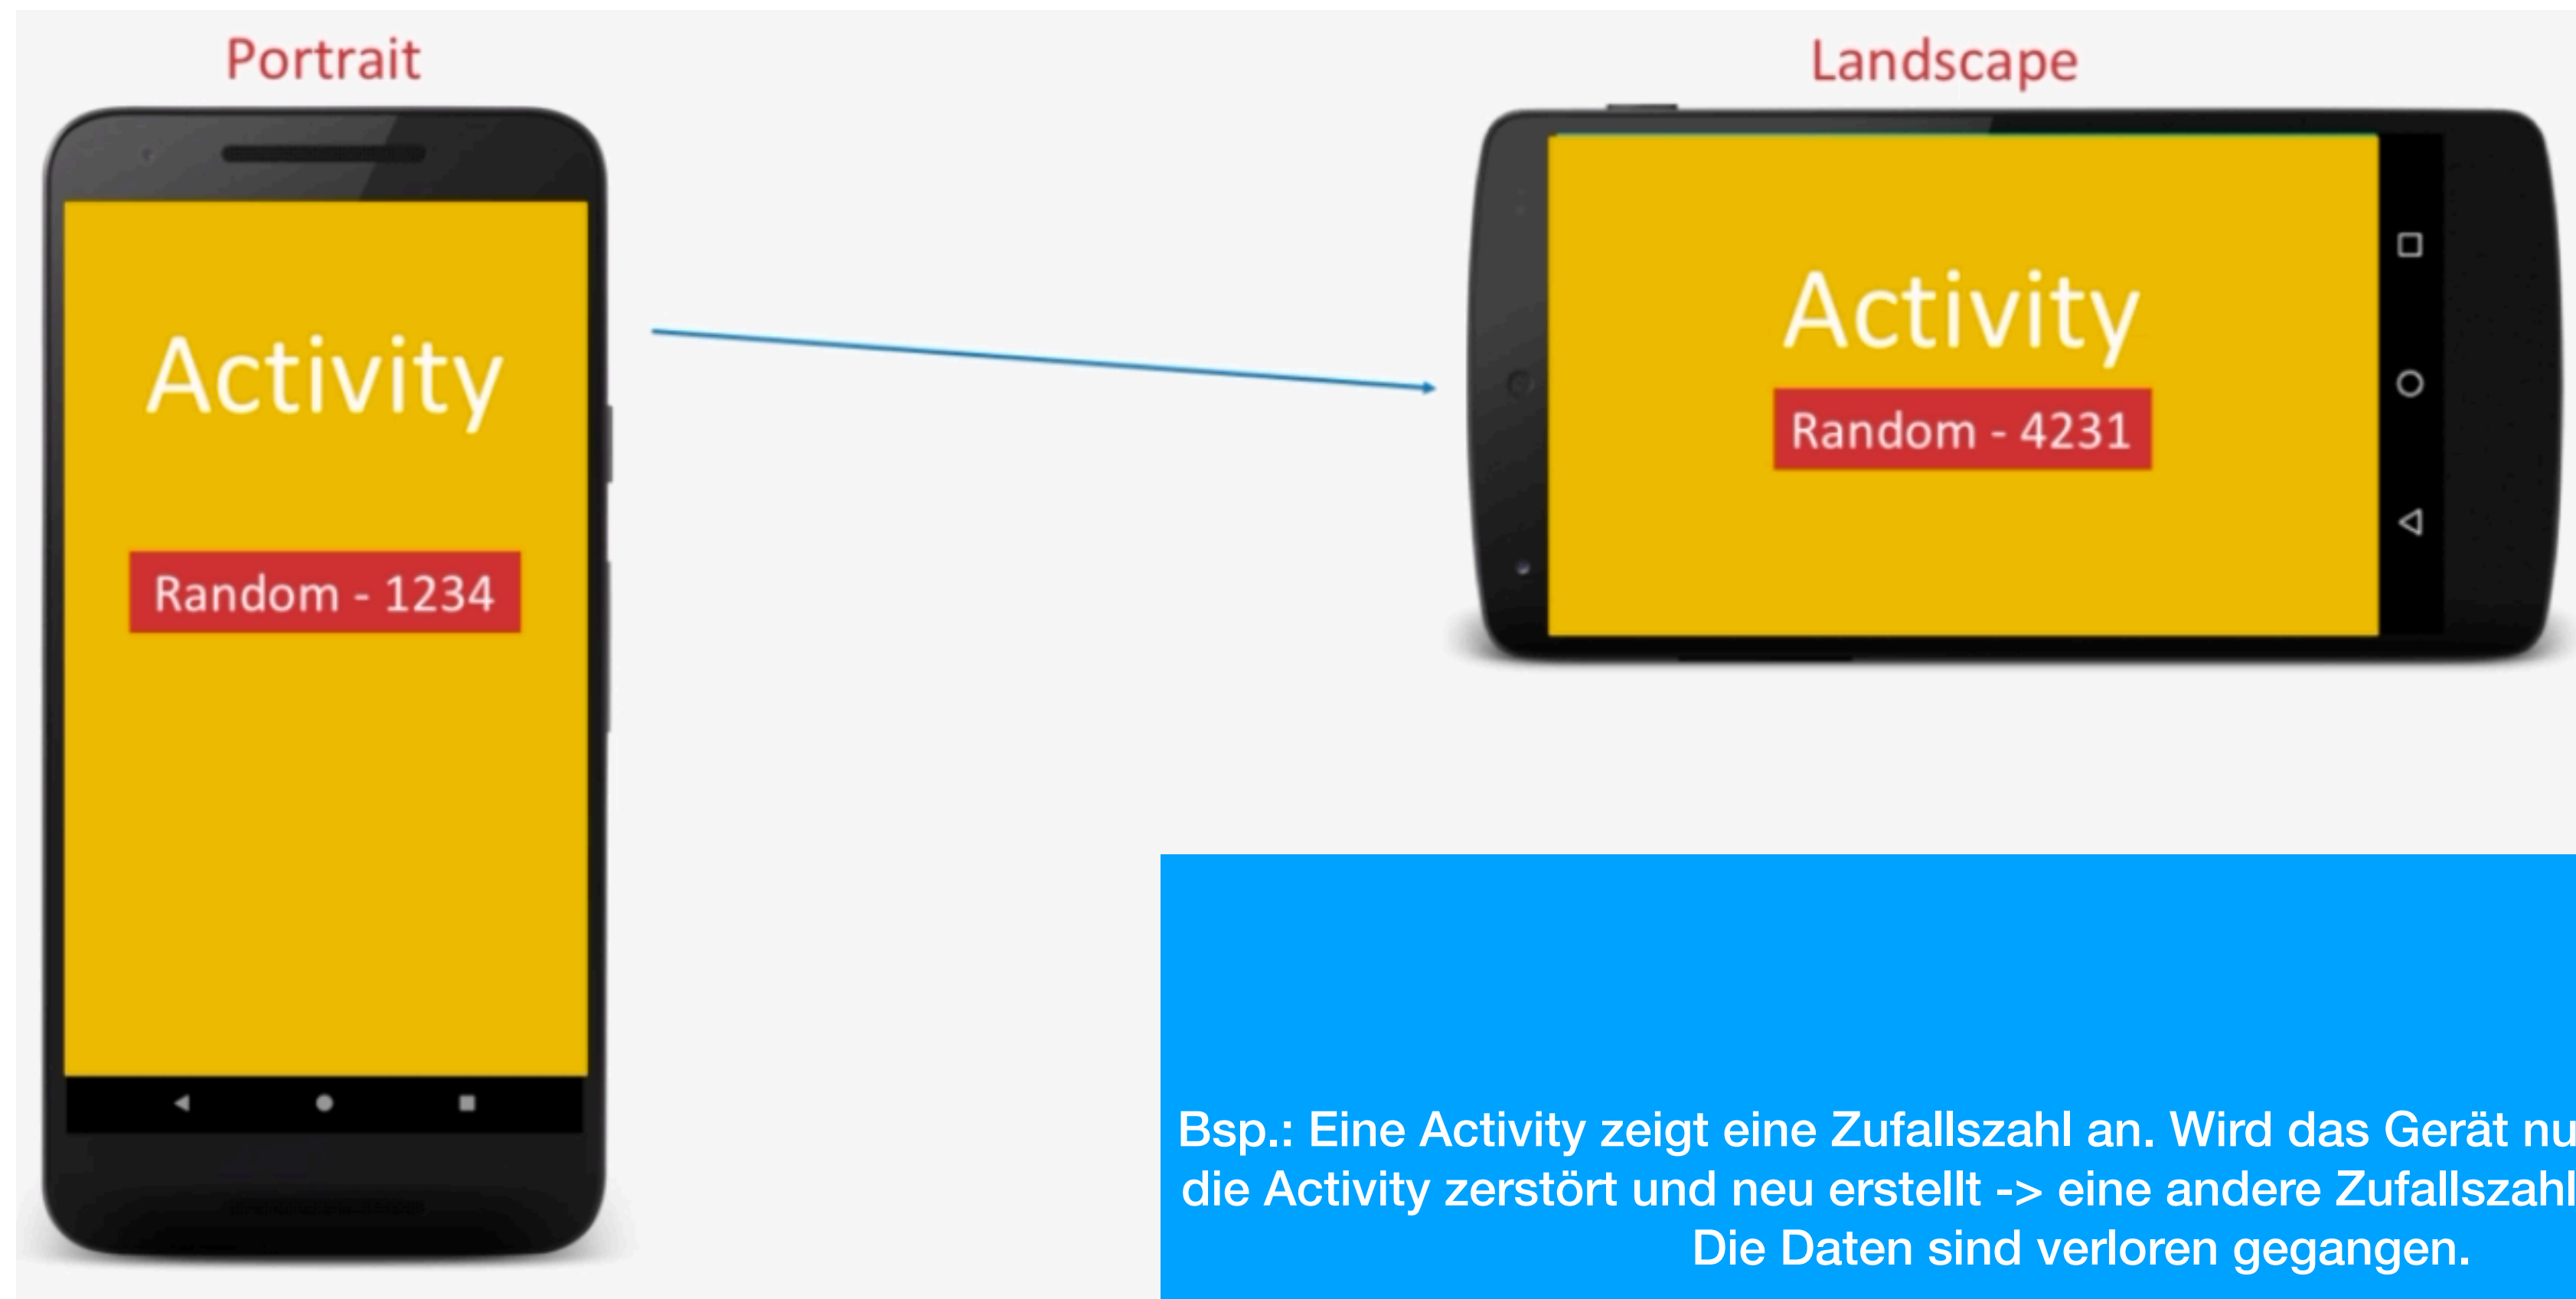 Portrait
Landscape
Activity
Random - 1234
Activity
Random - 4231
Bsp.: Eine Activity zeigt eine Zufallszahl an. Wird das Gerät nu
die Activity zerstört und neu erstellt -> eine andere Zufallszahl
Die Daten sind verloren gegangen.